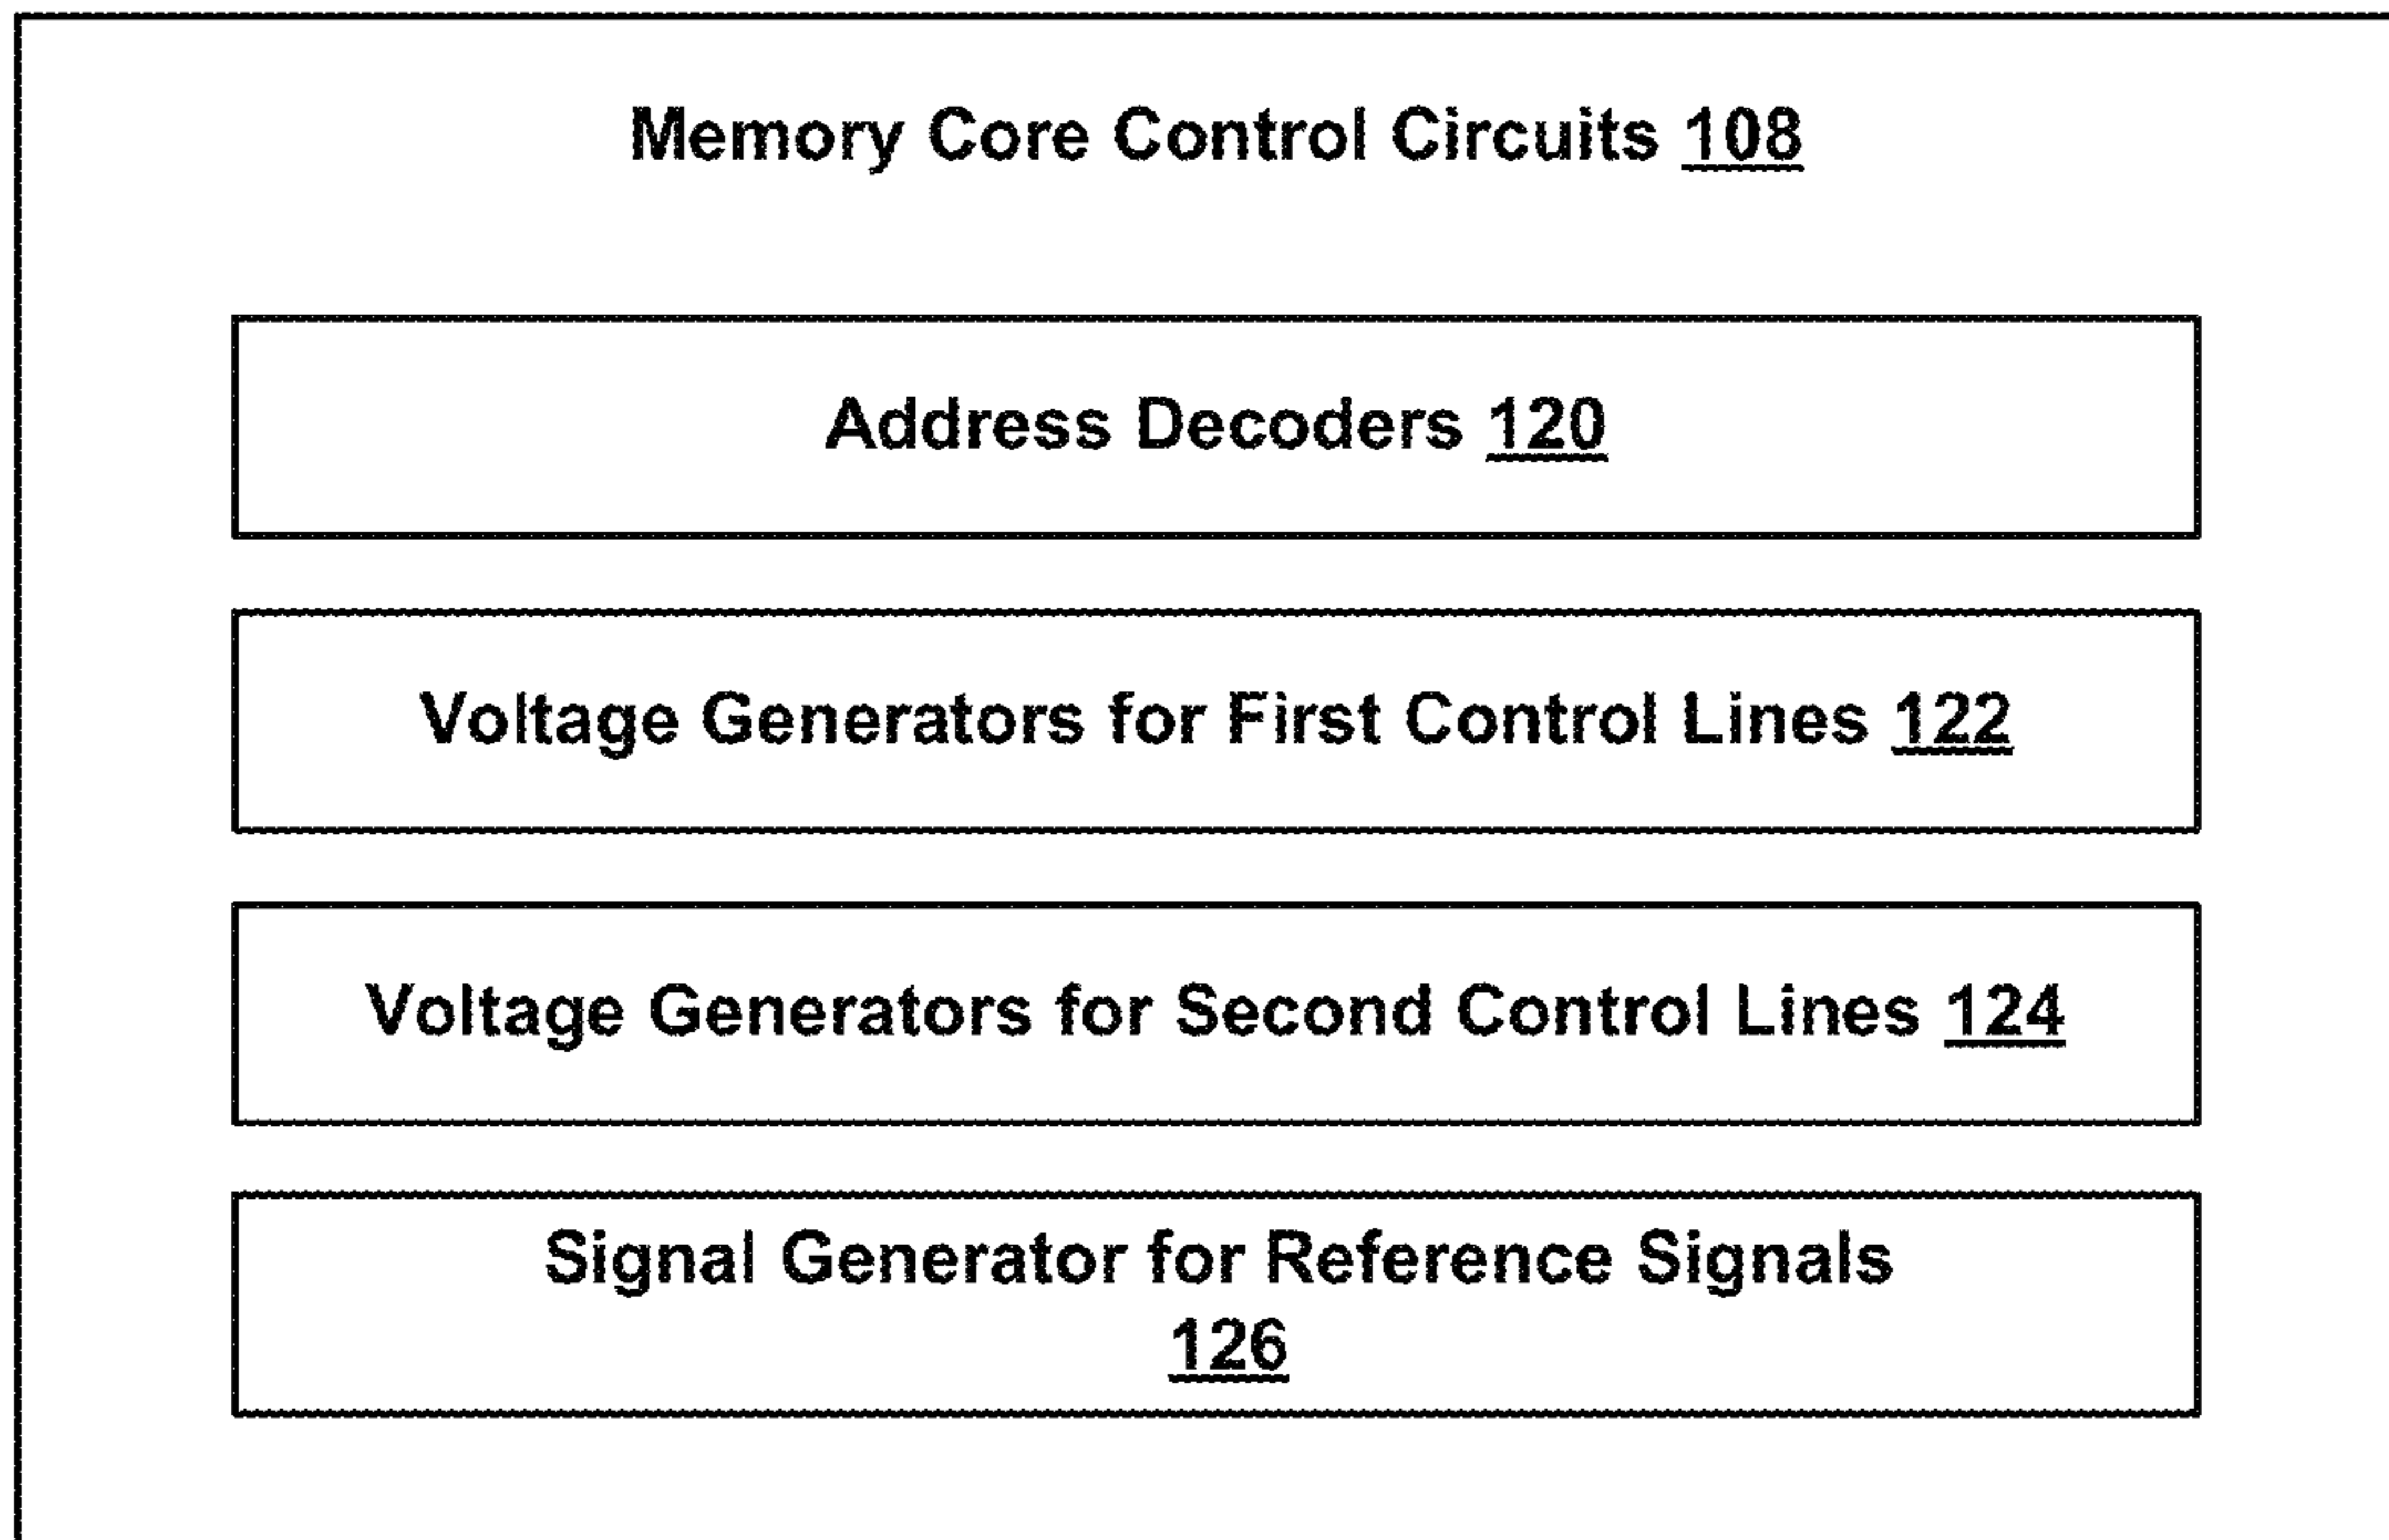 Memory Core Control Circuits 108
Address Decoders 120
Voltage Generators for First Control Lines 122
Voltage Generators for Second Control Lines 124
Signal Generator for Reference Signals
126